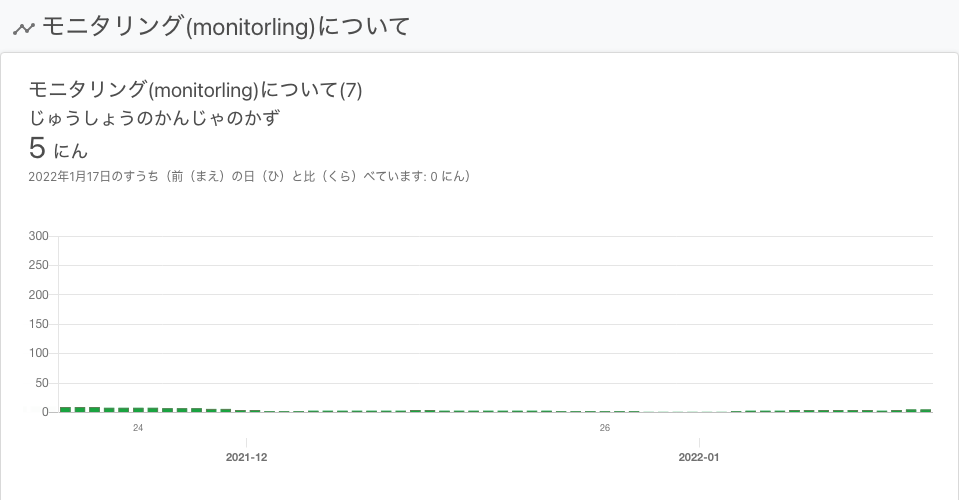 モニタリング(monitorling)について
モニタリング(monitorling)について(7)
じゅうしょうのかんじゃのかず
5 にん
2022年1月17日のすうち（前（まえ）の日（ひ）と比（くら）べています: 0 にん）
300
250
200
150
100
50
0
24
26
2021-12
2022-01